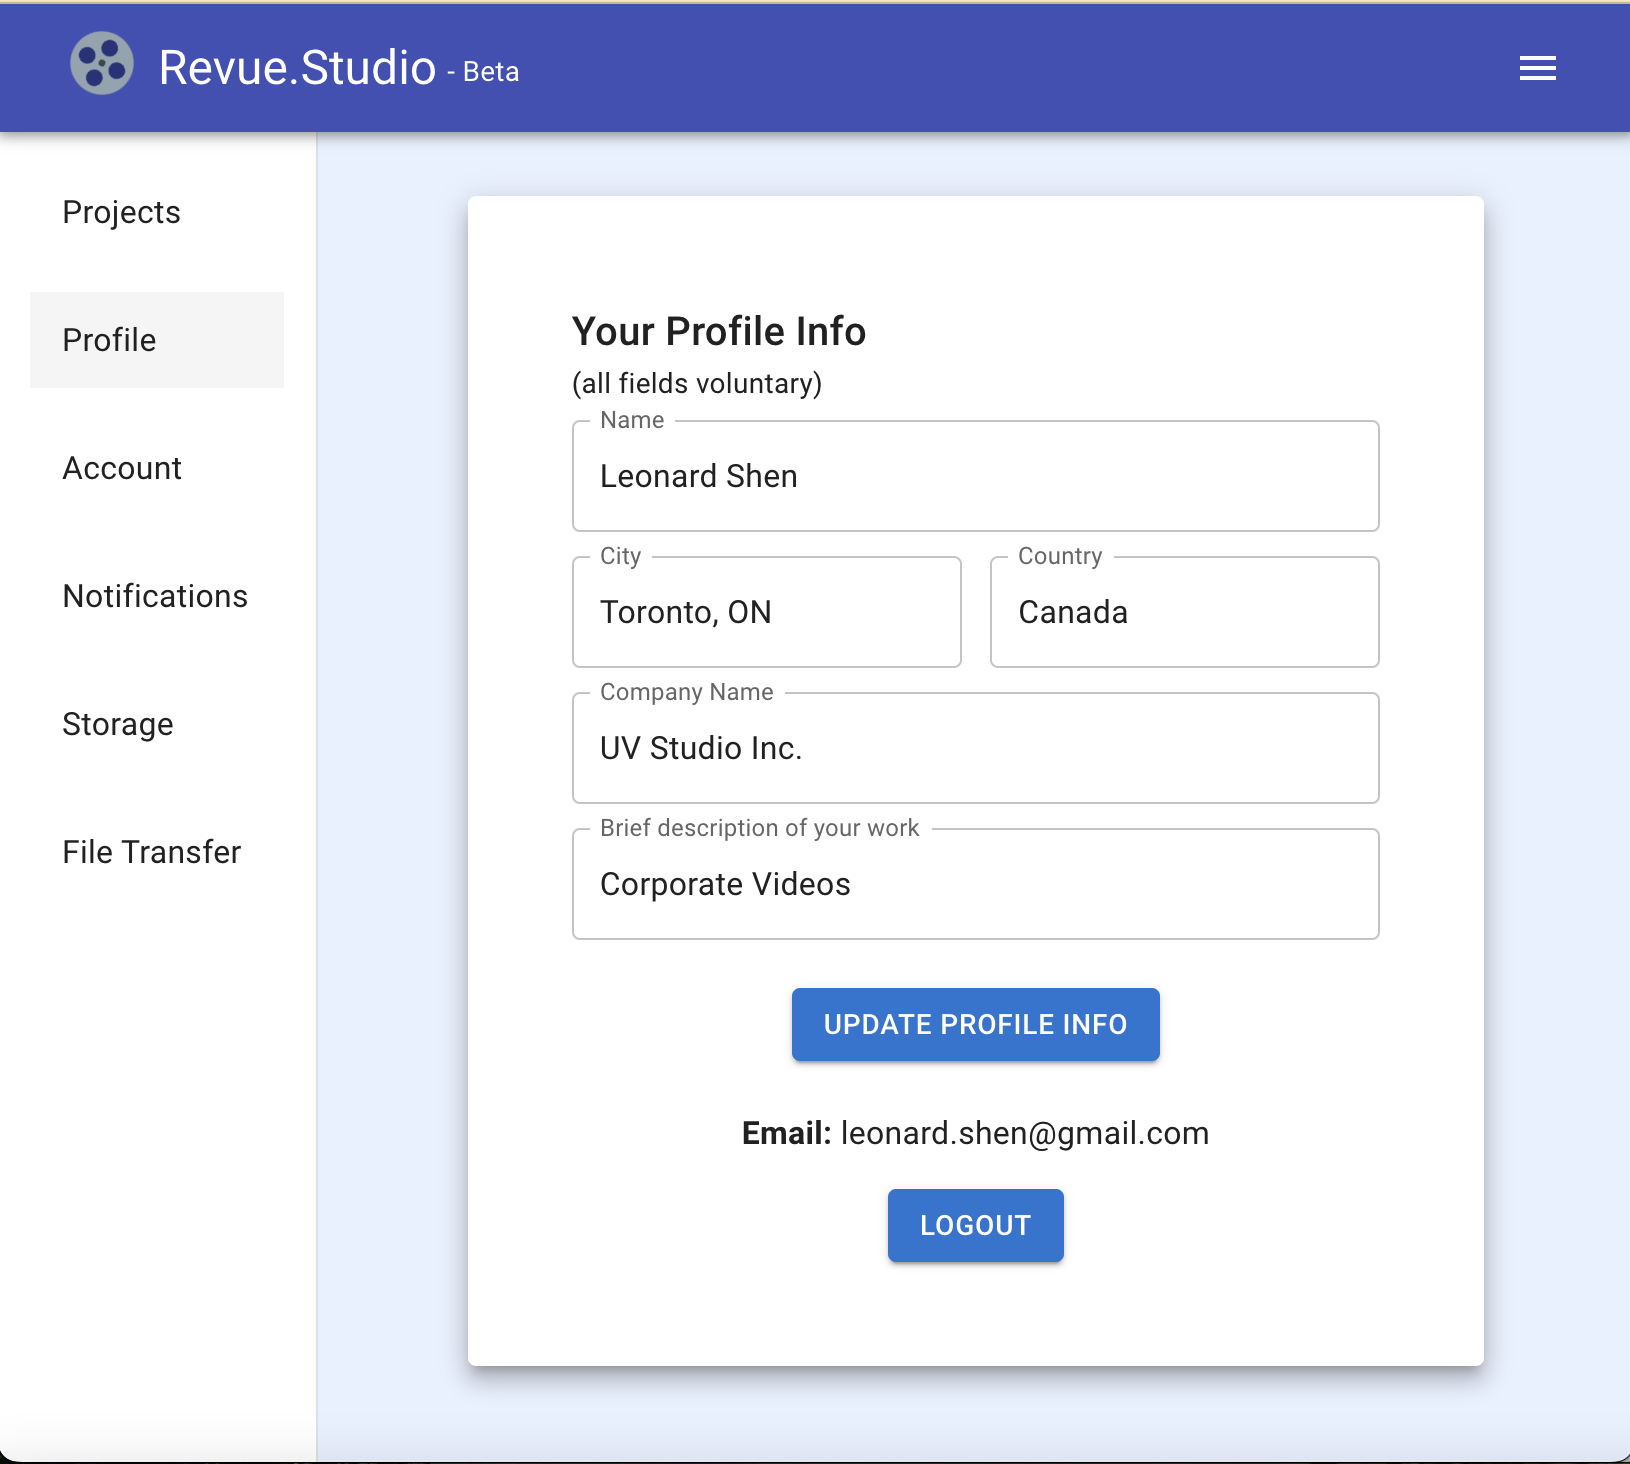 Revue.Studio - Beta
Projects
Profile
Account
Notifications
Storage
File Transfer
Your Profile Info
(all fields voluntary)
Name
Leonard Shen
City
Country
Toronto, ON
Canada
Company Name
UV Studio Inc.
Brief description of your work
Corporate Videos
UPDATE PROFILE INFO
Email: leonard.shen@gmail.com
LOGOUT